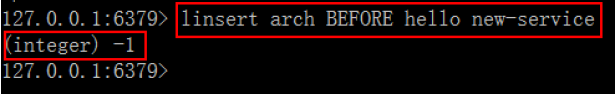 127.0.0.1:6379> linsert arch BEFORE hello new-service
(integer) -1
127.0.0.1:6379>